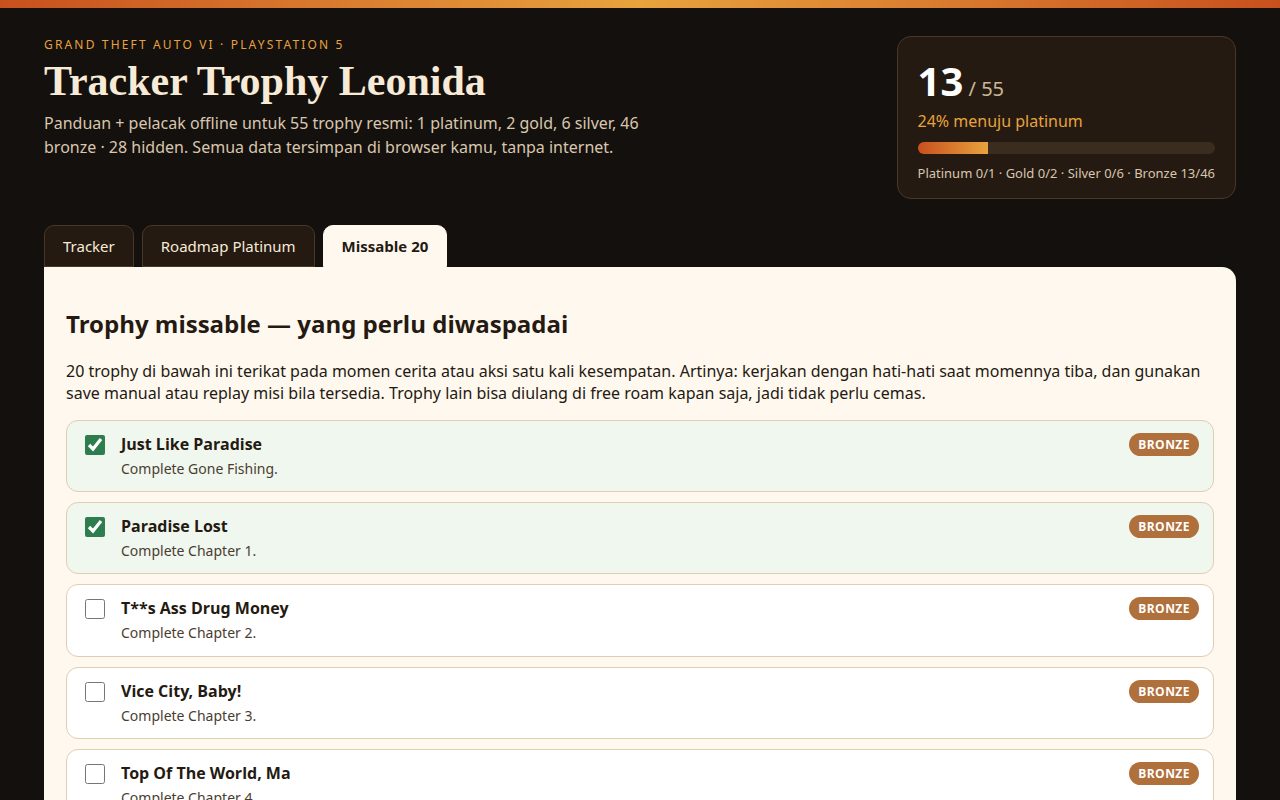 GRAND THEFT AUTO VI · PLAYSTATION 5
Tracker Trophy Leonida
Panduan + pelacak offline untuk 55 trophy resmi: 1 platinum, 2 gold, 6 silver, 46
bronze · 28 hidden. Semua data tersimpan di browser kamu, tanpa internet.
13 / 55
24% menuju platinum
Platinum 0/1 · Gold 0/2 · Silver 0/6 · Bronze 13/46
Tracker
Roadmap Platinum
Missable 20
Trophy missable — yang perlu diwaspadai
20 trophy di bawah ini terikat pada momen cerita atau aksi satu kali kesempatan. Artinya: kerjakan dengan hati-hati saat momennya tiba, dan gunakan
save manual atau replay misi bila tersedia. Trophy lain bisa diulang di free roam kapan saja, jadi tidak perlu cemas.
Just Like Paradise
BRONZE
Complete Gone Fishing.
Paradise Lost
BRONZE
Complete Chapter 1.
T**s Ass Drug Money
BRONZE
Complete Chapter 2.
Vice City, Baby!
BRONZE
Complete Chapter 3.
Top Of The World, Ma
BRONZE
Complete Chapter 4.